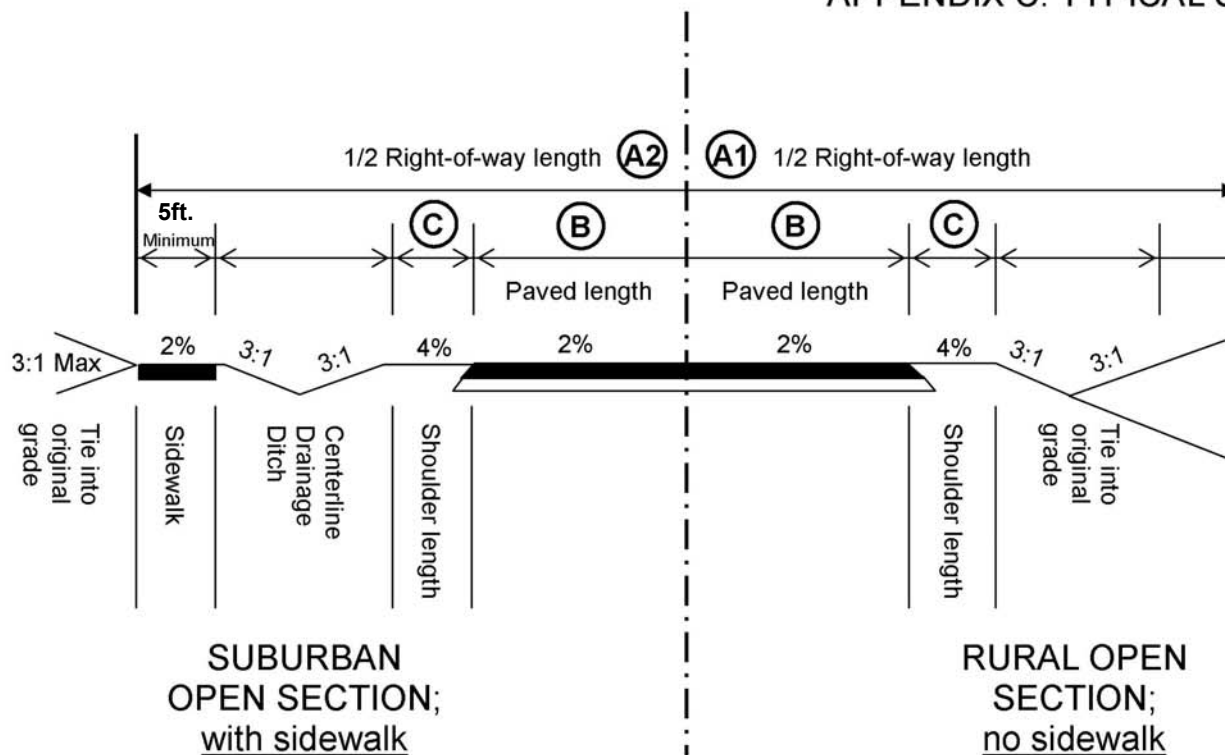 1/2 Right-of-way length A2 A1 1/2 Right-of-way length
5ft.
Minimum
C B B C
Paved length Paved length
3:1 Max 2% 3:1 3:1 4% 2% 2% 4% 3:1 3:1
Tie into
original
grade
Sidewalk
Centerline
Drainage
Ditch
Shoulder length
Shoulder length
Tie into
original
grade
SUBURBAN
OPEN SECTION;
with sidewalk
RURAL OPEN
SECTION;
no sidewalk